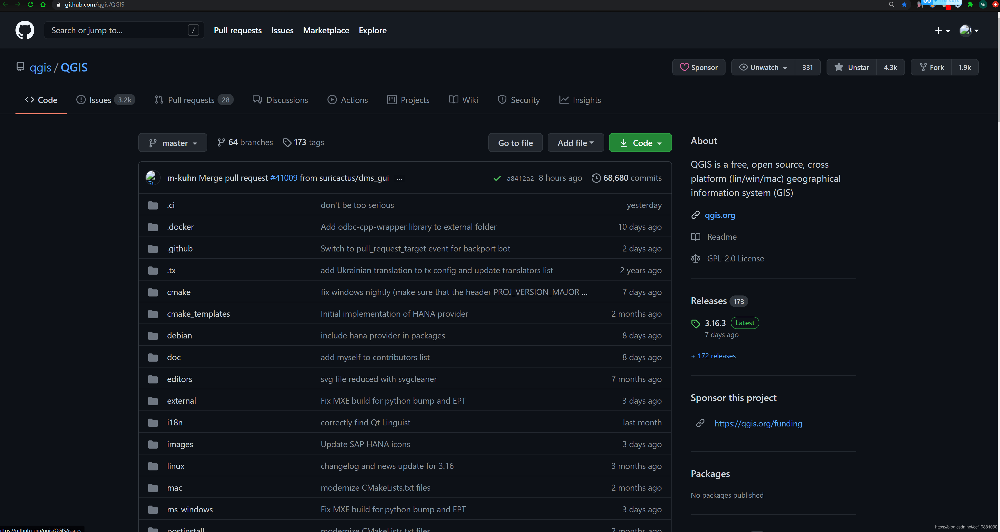 github.com/qgis/QGIS
118 KB/s
Search or jump to... /
Pull requests
Issues
Marketplace
Explore
qgis / QGIS
Sponsor
Unwatch 331
Unstar 4.3k
Fork 1.9k
Code
Issues 3.2k
Pull requests 28
Discussions
Actions
Projects
Wiki
Security
Insights
master
64 branches
173 tags
Go to file
Add file
Code
m-kuhn Merge pull request #41009 from suricactus/dms_gui ... a84f2a2 8 hours ago 68,680 commits
.ci don't be too serious yesterday
.docker Add odbc-cpp-wrapper library to external folder 10 days ago
.github Switch to pull_request_target event for backport bot 2 days ago
.tx add Ukrainian translation to tx config and update translators list 2 years ago
cmake fix windows nightly (make sure that the header PROJ_VERSION_MAJOR ... 7 days ago
cmake_templates Initial implementation of HANA provider 2 months ago
debian include hana provider in packages 8 days ago
doc add myself to contributors list 8 days ago
editors svg file reduced with svgcleaner 7 months ago
external Fix MXE build for python bump and EPT 3 days ago
i18n correctly find Qt Linguist last month
images Update SAP HANA icons 3 days ago
linux changelog and news update for 3.16 3 months ago
mac modernize CMakeLists.txt files 2 months ago
ms-windows Fix MXE build for python bump and EPT 3 days ago
postinstall modernize CMakeLists.txt files 2 months ago
About
QGIS is a free, open source, cross
platform (lin/win/mac) geographical
information system (GIS)
qgis.org
Readme
GPL-2.0 License
Releases 173
3.16.3 Latest
7 days ago
+ 172 releases
Sponsor this project
https://qgis.org/funding
Packages
No packages published
https://github.com/qgis/QGIS/issues
https://blog.csdn.net/ccf19881030